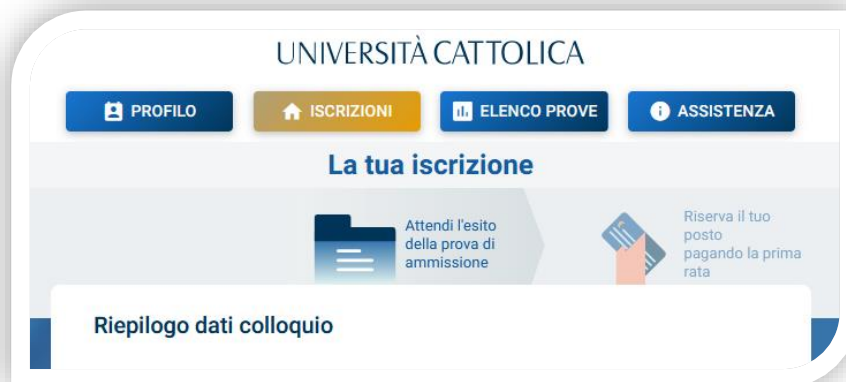 UNIVERSITÀ CATTOLICA
PROFILO
ISCRIZIONI
ELENCO PROVE
ASSISTENZA
La tua iscrizione
Attendi l'esito
della prova di
ammissione
Riserva il tuo
posto
pagando la prima
rata
Riepilogo dati colloquio